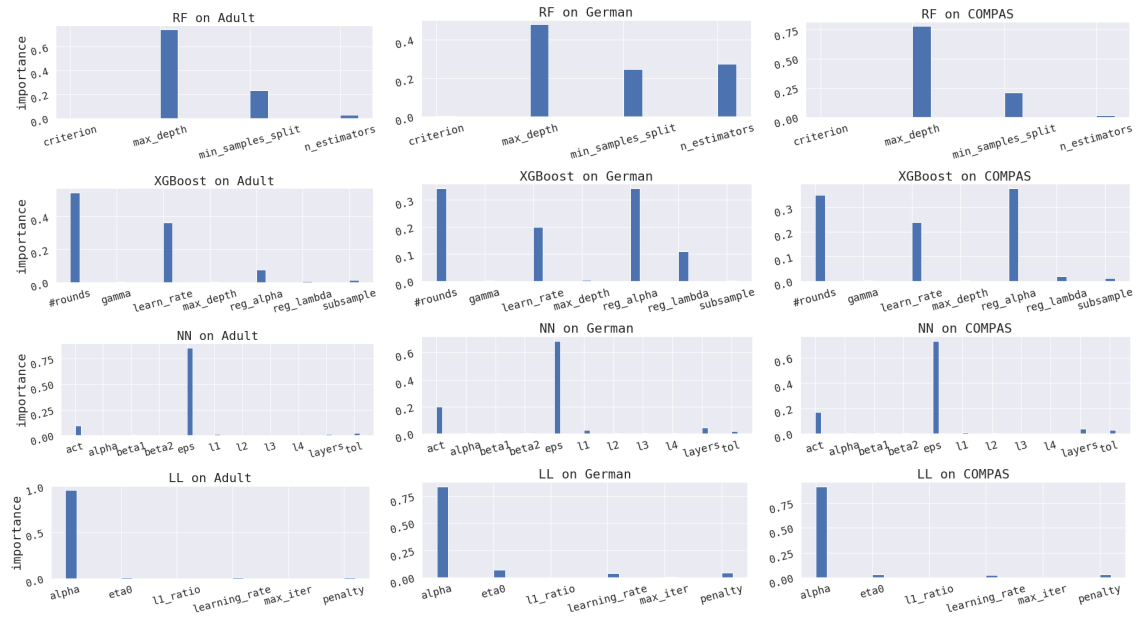 RF on Adult
importance
0.6
0.4
0.2
0.0
criterion max_depth min_samples_split n_estimators
RF on German
0.4
0.2
0.0
criterion max_depth min_samples_split n_estimators
RF on COMPAS
0.75
0.50
0.25
0.00
criterion max_depth min_samples_split n_estimators
XGBoost on Adult
importance
0.4
0.2
0.0
#rounds gamma learn_rate max_depth reg_alpha reg_lambda subsample
XGBoost on German
0.3
0.2
0.1
0.0
#rounds gamma learn_rate max_depth reg_alpha reg_lambda subsample
XGBoost on COMPAS
0.3
0.2
0.1
0.0
#rounds gamma learn_rate max_depth reg_alpha reg_lambda subsample
NN on Adult
importance
0.75
0.50
0.25
0.00
act alpha beta1 beta2 eps l1 l2 l3 l4 layers tol
NN on German
0.6
0.4
0.2
0.0
act alpha beta1 beta2 eps l1 l2 l3 l4 layers tol
NN on COMPAS
0.6
0.4
0.2
0.0
act alpha beta1 beta2 eps l1 l2 l3 l4 layers tol
LL on Adult
importance
1.0
0.5
0.0
alpha eta0 l1_ratio learning_rate max_iter penalty
LL on German
0.75
0.50
0.25
0.00
alpha eta0 l1_ratio learning_rate max_iter penalty
LL on COMPAS
0.75
0.50
0.25
0.00
alpha eta0 l1_ratio learning_rate max_iter penalty